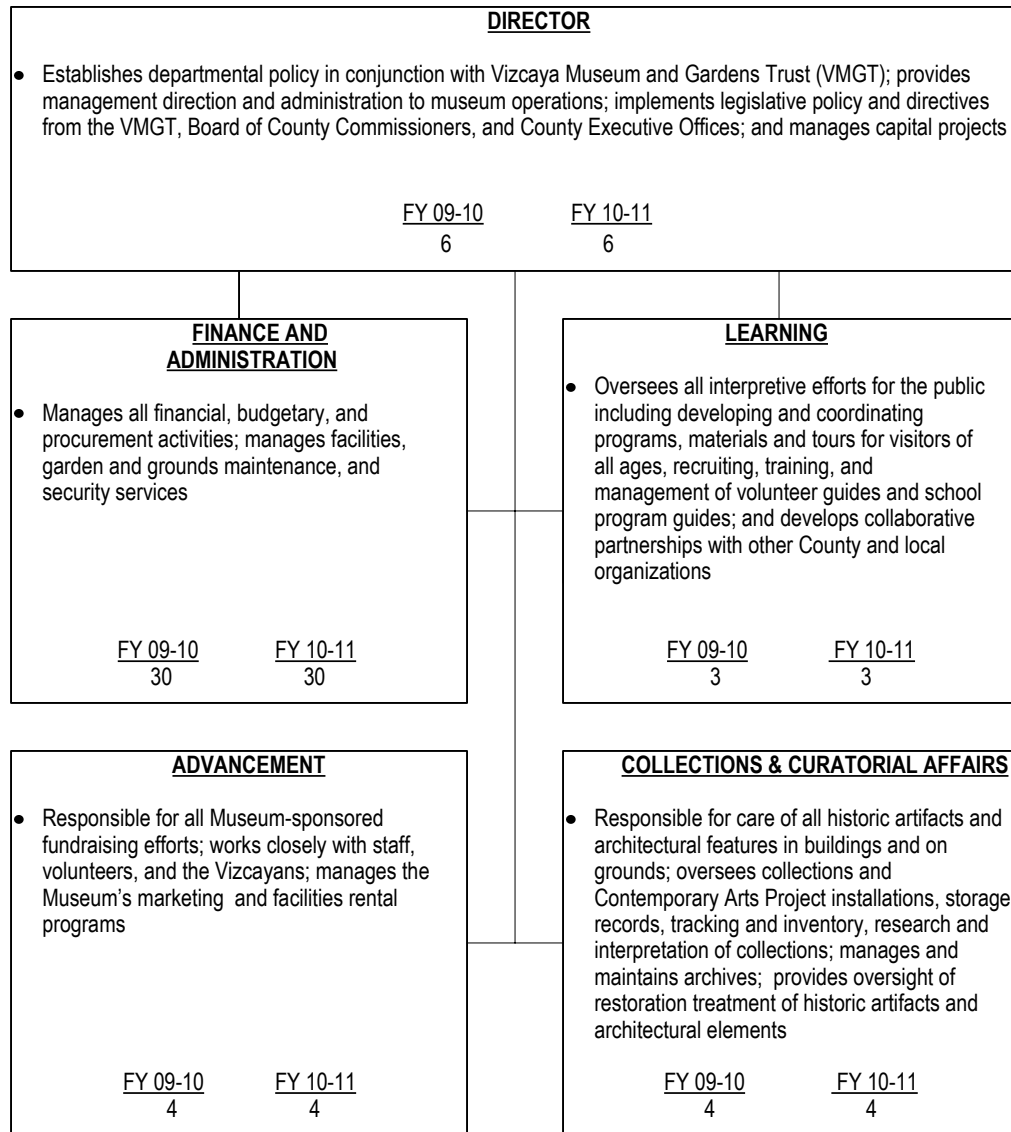 DIRECTOR
● Establishes departmental policy in conjunction with Vizcaya Museum and Gardens Trust (VMGT); provides
management direction and administration to museum operations; implements legislative policy and directives
from the VMGT, Board of County Commissioners, and County Executive Offices; and manages capital projects
FY 09-10 FY 10-11
6 6
FINANCE AND
ADMINISTRATION
● Manages all financial, budgetary, and
procurement activities; manages facilities,
garden and grounds maintenance, and
security services
FY 09-10 FY 10-11
30 30
LEARNING
● Oversees all interpretive efforts for the public
including developing and coordinating
programs, materials and tours for visitors of
all ages, recruiting, training, and
management of volunteer guides and school
program guides; and develops collaborative
partnerships with other County and local
organizations
FY 09-10 FY 10-11
3 3
ADVANCEMENT
● Responsible for all Museum-sponsored
fundraising efforts; works closely with staff,
volunteers, and the Vizcayans; manages the
Museum's marketing and facilities rental
programs
FY 09-10 FY 10-11
4 4
COLLECTIONS & CURATORIAL AFFAIRS
● Responsible for care of all historic artifacts and
architectural features in buildings and on
grounds; oversees collections and
Contemporary Arts Project installations, storage
records, tracking and inventory, research and
interpretation of collections; manages and
maintains archives; provides oversight of
restoration treatment of historic artifacts and
architectural elements
FY 09-10 FY 10-11
4 4